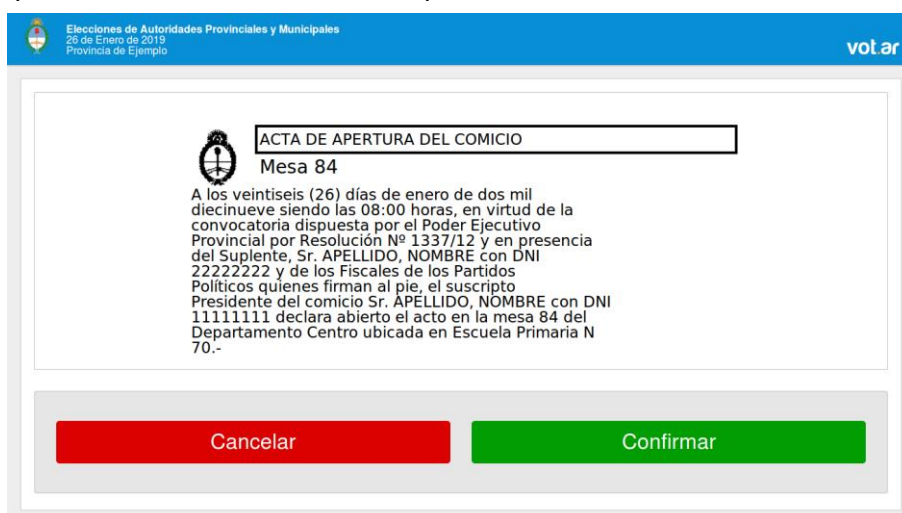 Elecciones de Autoridades Provinciales y Municipales
26 de Enero de 2019
Provincia de Ejemplo
vot.ar
ACTA DE APERTURA DEL COMICIO
Mesa 84
A los veintiseis (26) días de enero de dos mil
diecinueve siendo las 08:00 horas, en virtud de la
convocatoria dispuesta por el Poder Ejecutivo
Provincial por Resolución Nº 1337/12 y en presencia
del Suplente, Sr. APELLIDO, NOMBRE con DNI
22222222 y de los Fiscales de los Partidos
Políticos quienes firman al pie, el suscripto
Presidente del comicio Sr. APELLIDO, NOMBRE con DNI
11111111 declara abierto el acto en la mesa 84 del
Departamento Centro ubicada en Escuela Primaria N
70.-
Cancelar
Confirmar